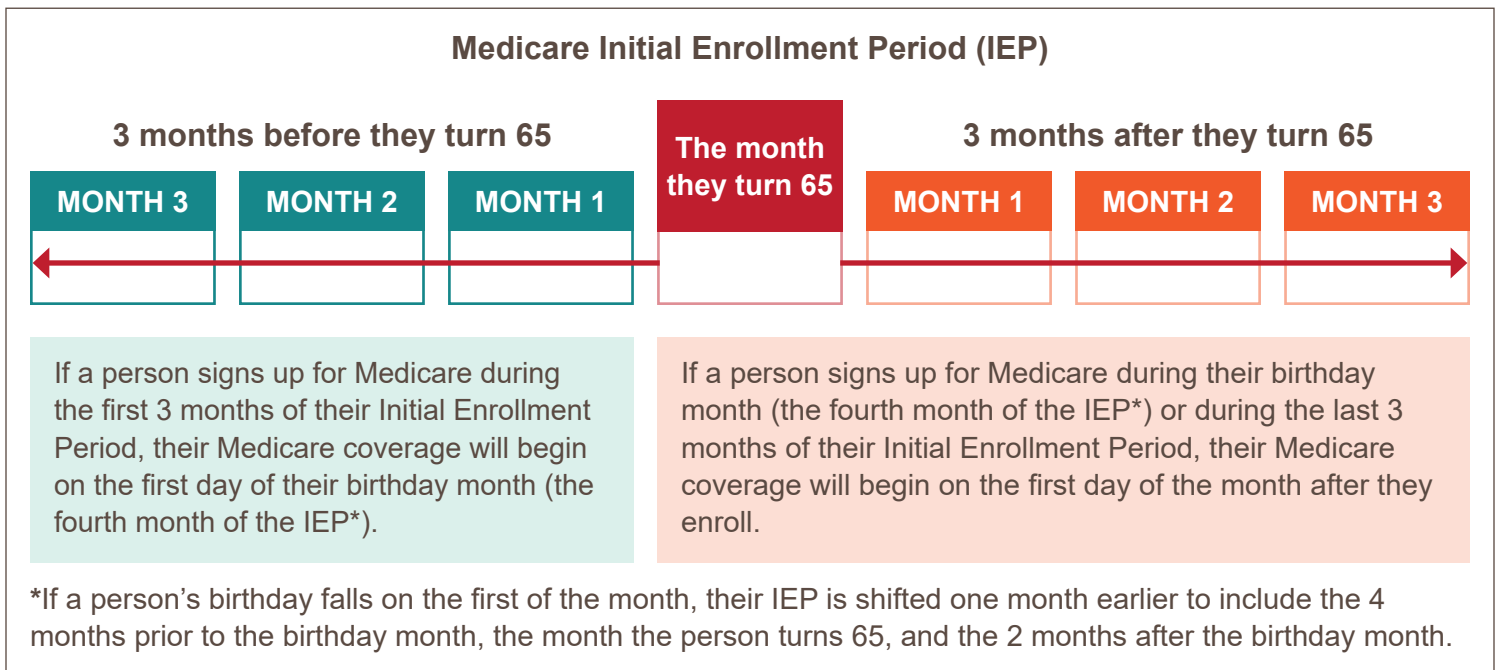 Medicare Initial Enrollment Period (IEP)
3 months before they turn 65
The month
they turn 65
3 months after they turn 65
MONTH 3
MONTH 2
MONTH 1
MONTH 1
MONTH 2
MONTH 3
If a person signs up for Medicare during
the first 3 months of their Initial Enrollment
Period, their Medicare coverage will begin
on the first day of their birthday month (the
fourth month of the IEP*).
If a person signs up for Medicare during their birthday
month (the fourth month of the IEP*) or during the last 3
months of their Initial Enrollment Period, their Medicare
coverage will begin on the first day of the month after they
enroll.
*If a person’s birthday falls on the first of the month, their IEP is shifted one month earlier to include the 4
months prior to the birthday month, the month the person turns 65, and the 2 months after the birthday month.